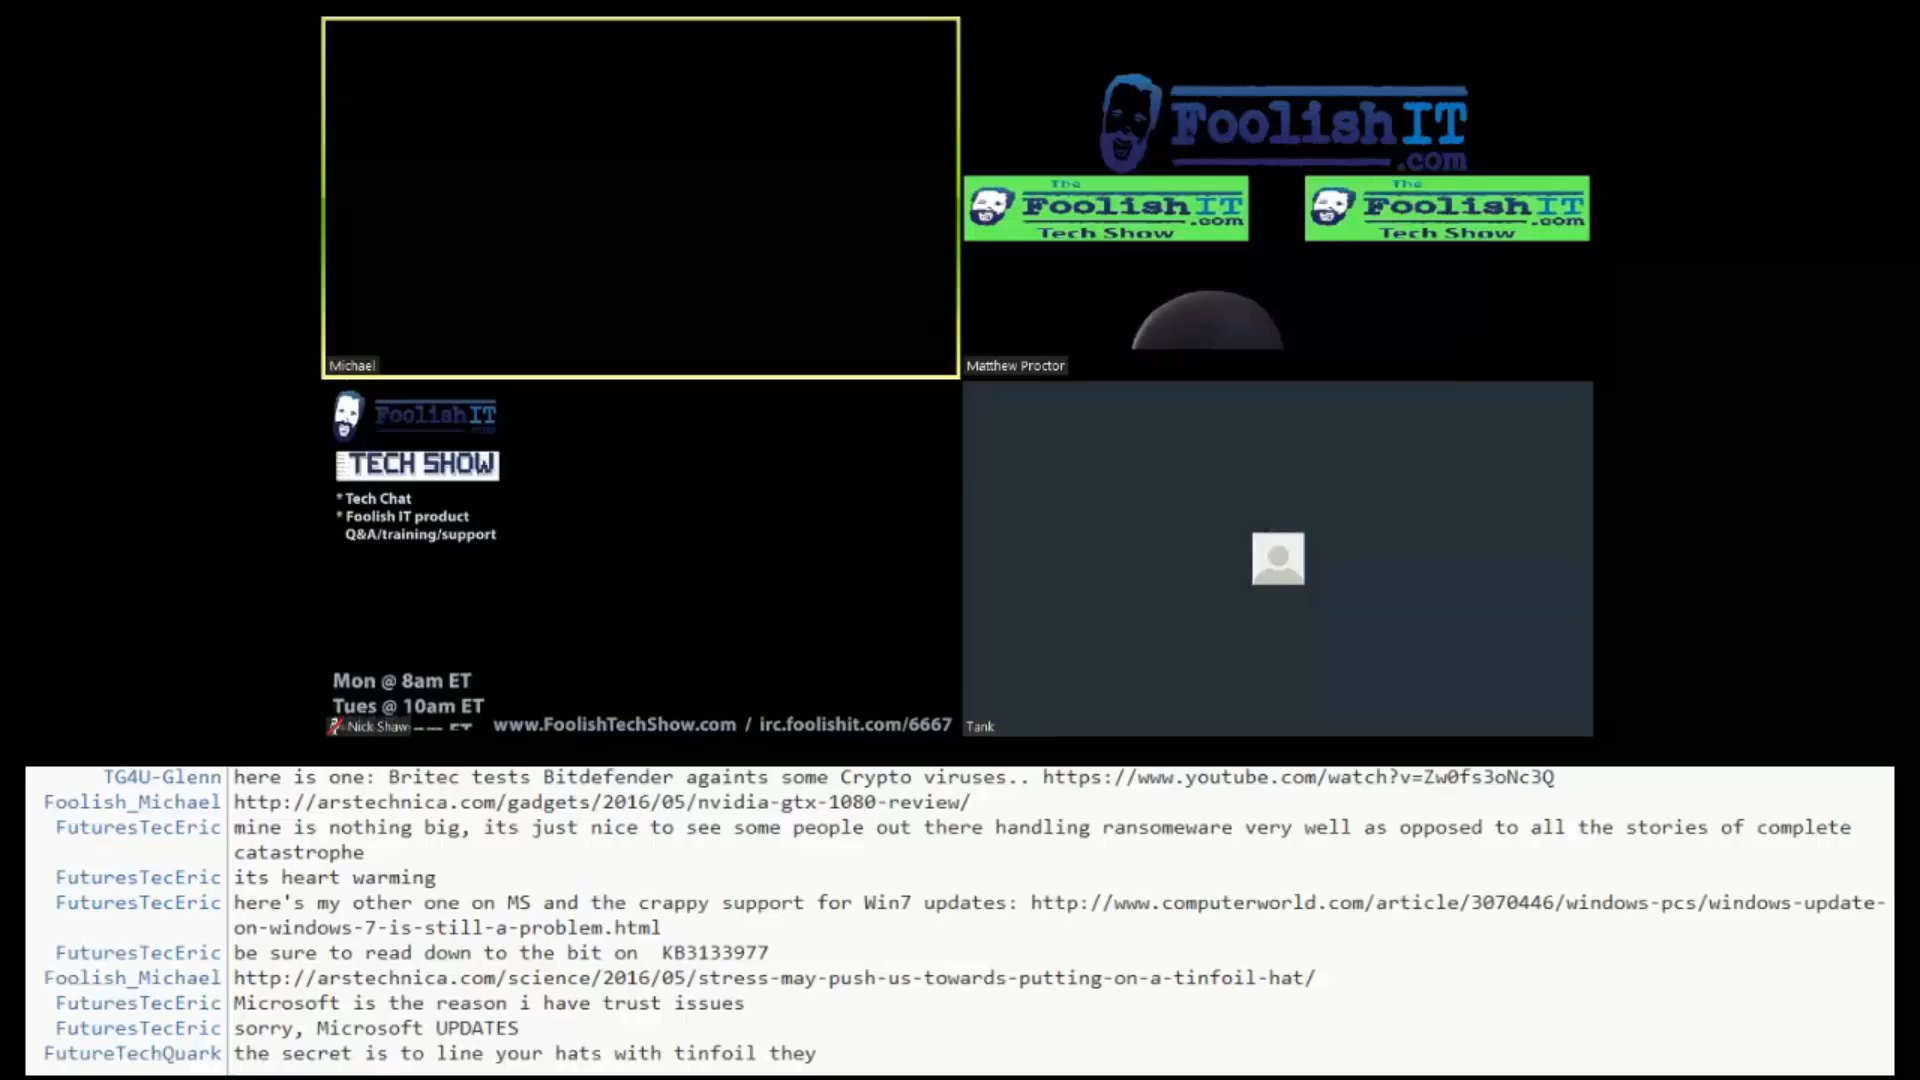 FoolishIT
.com
The
FoolishIT
.com
Tech Show
The
FoolishIT
.com
Tech Show
Michael
Matthew Proctor
FoolishIT
TECH SHOW
* Tech Chat
* Foolish IT product
Q&A/training/support
Mon @ 8am ET
Tues @ 10am ET
Nick Shaw
ET
www.FoolishTechShow.com / irc.foolishit.com/6667
Tank
TG4U-Glenn here is one: Britec tests Bitdefender againts some Crypto viruses.. https://www.youtube.com/watch?v=Zw0fs3oNc3Q
Foolish_Michael http://arstechnica.com/gadgets/2016/05/nvidia-gtx-1080-review/
FuturesTecEric mine is nothing big, its just nice to see some people out there handling ransomeware very well as opposed to all the stories of complete
catastrophe
FuturesTecEric its heart warming
FuturesTecEric here's my other one on MS and the crappy support for Win7 updates: http://www.computerworld.com/article/3070446/windows-pcs/windows-update-
on-windows-7-is-still-a-problem.html
FuturesTecEric be sure to read down to the bit on KB3133977
Foolish_Michael http://arstechnica.com/science/2016/05/stress-may-push-us-towards-putting-on-a-tinfoil-hat/
FuturesTecEric Microsoft is the reason i have trust issues
FuturesTecEric sorry, Microsoft UPDATES
FutureTechQuark the secret is to line your hats with tinfoil they